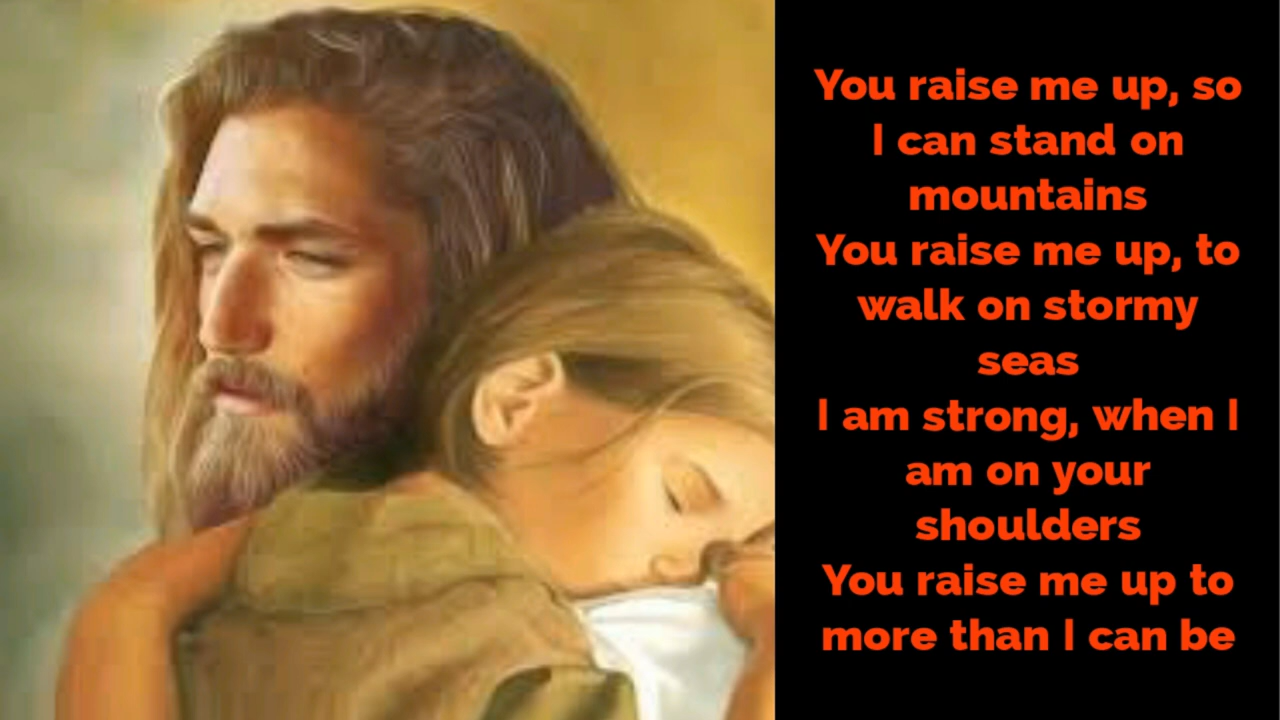 You raise me up, so
I can stand on
mountains
You raise me up, to
walk on stormy
seas
I am strong, when I
am on your
shoulders
You raise me up to
more than I can be